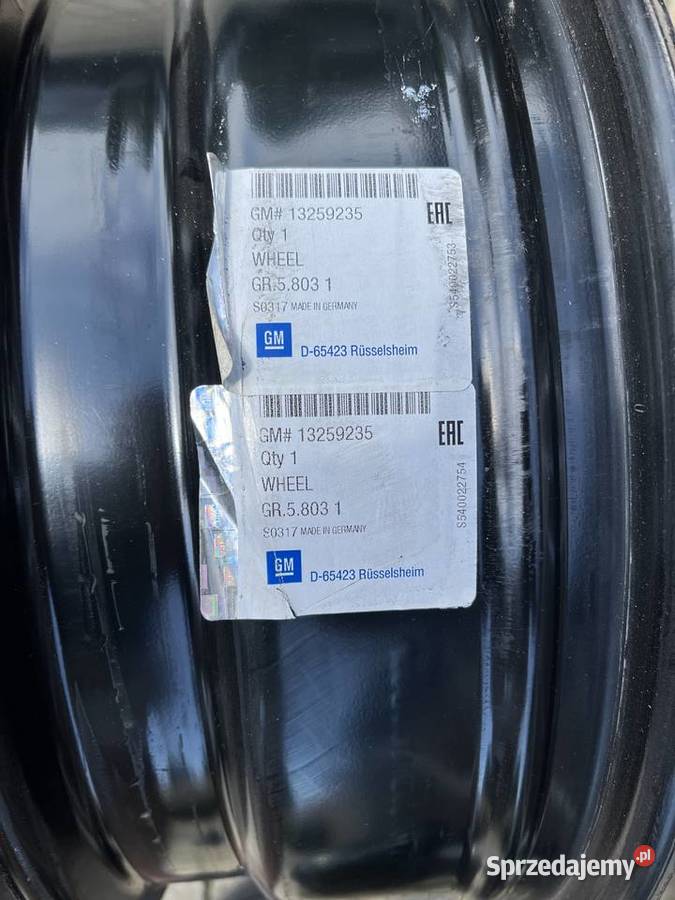 GM# 13259235
EAC
Qty 1
WHEEL
GR.5.803 1
S0317 MADE IN GERMANY
GM
D-65423 Rüsselsheim
S540022753
GM# 13259235
EAC
Qty 1
WHEEL
GR.5.803 1
S0317 MADE IN GERMANY
GM
D-65423 Rüsselsheim
S540022754
Sprzedajemy.pl